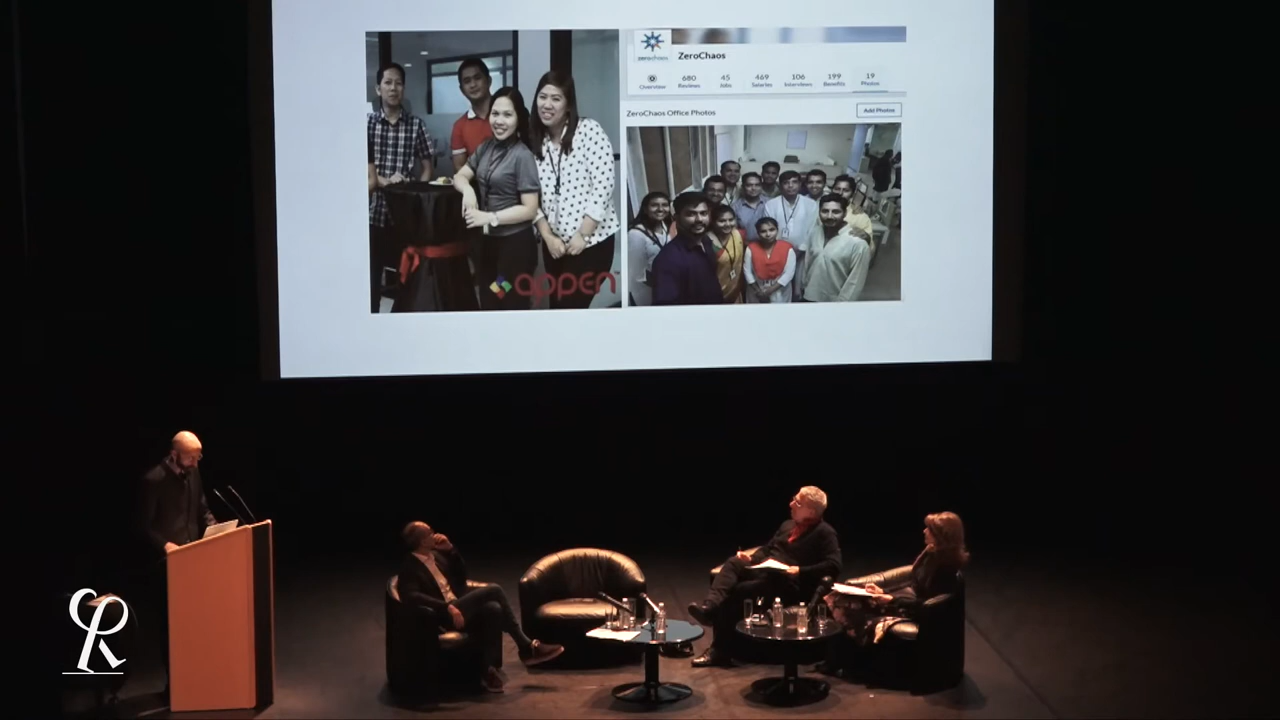 ZeroChaos
zerochaos
680
45
469
106
199
19
Overview
Reviews
Jobs
Salaries
Interviews
Benefits
Photos
ZeroChaos Office Photos
Add Photos
appen
R